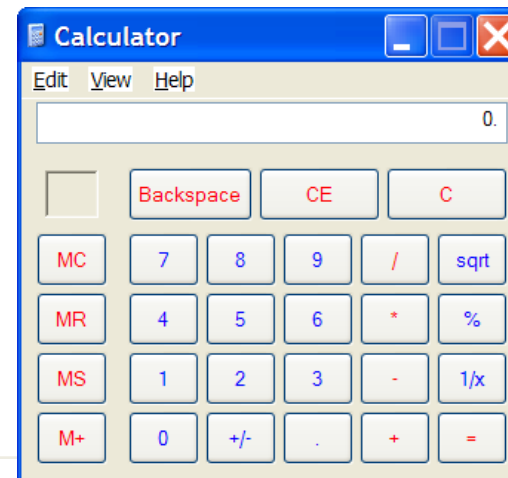 Calculator
Edit View Help
0.
Backspace CE C
MC 7 8 9 / sqrt
MR 4 5 6 * %
MS 1 2 3 - 1/x
M+ 0 +/- . + =